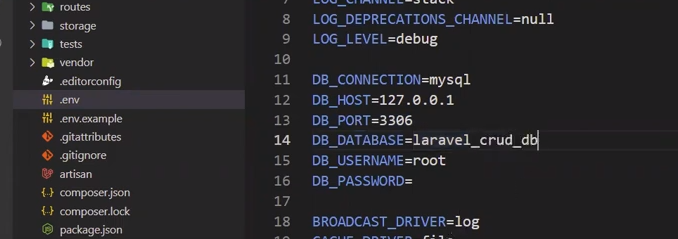 routes
storage
tests
vendor
.editorconfig
.env
.env.example
.gitattributes
.gitignore
artisan
composer.json
composer.lock
package.json
8 LOG_DEPRECATIONS_CHANNEL=null
9 LOG_LEVEL=debug
10
11 DB_CONNECTION=mysql
12 DB_HOST=127.0.0.1
13 DB_PORT=3306
14 DB_DATABASE=laravel_crud_db
15 DB_USERNAME=root
16 DB_PASSWORD=
17
18 BROADCAST_DRIVER=log